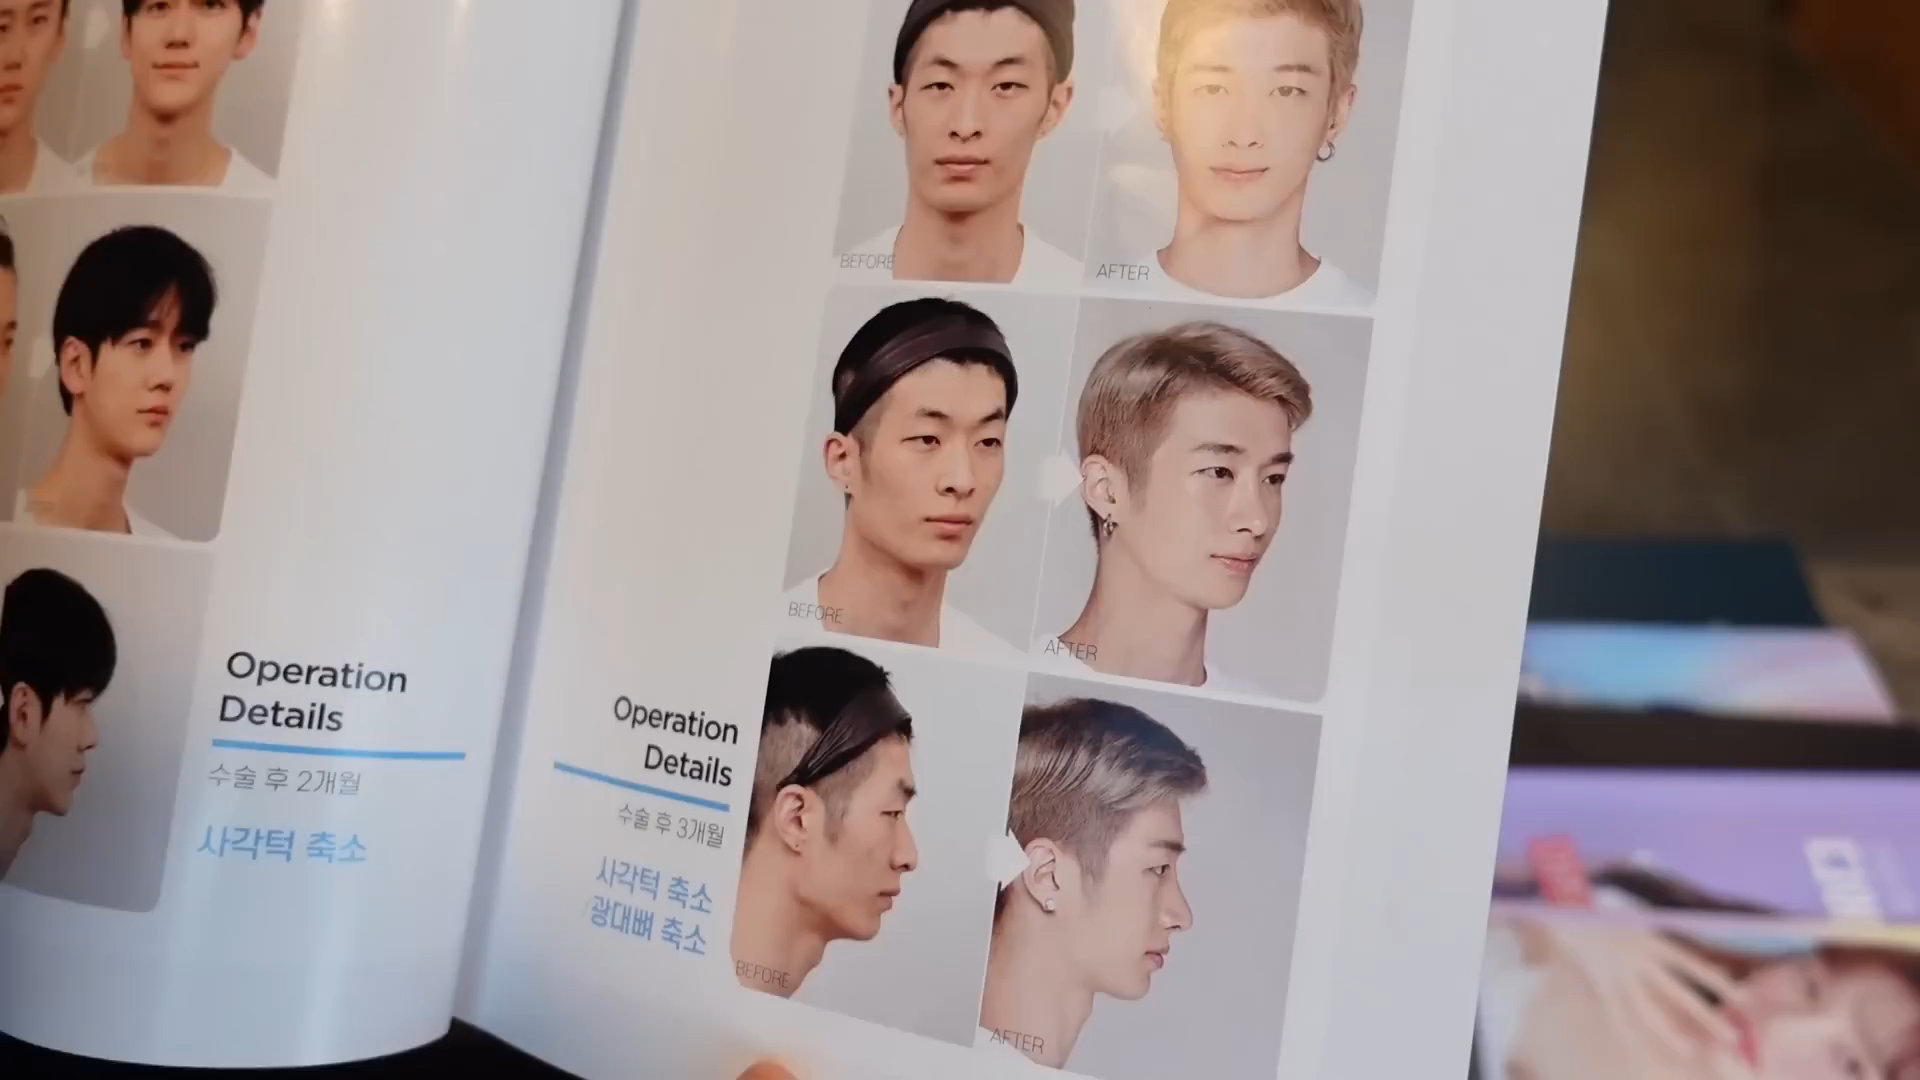 Operation
Details
수술 후 2개월
사각턱 축소
BEFORE
AFTER
BEFORE
AFTER
Operation
Details
수술 후 3개월
사각턱 축소
광대뼈 축소
BEFORE
AFTER